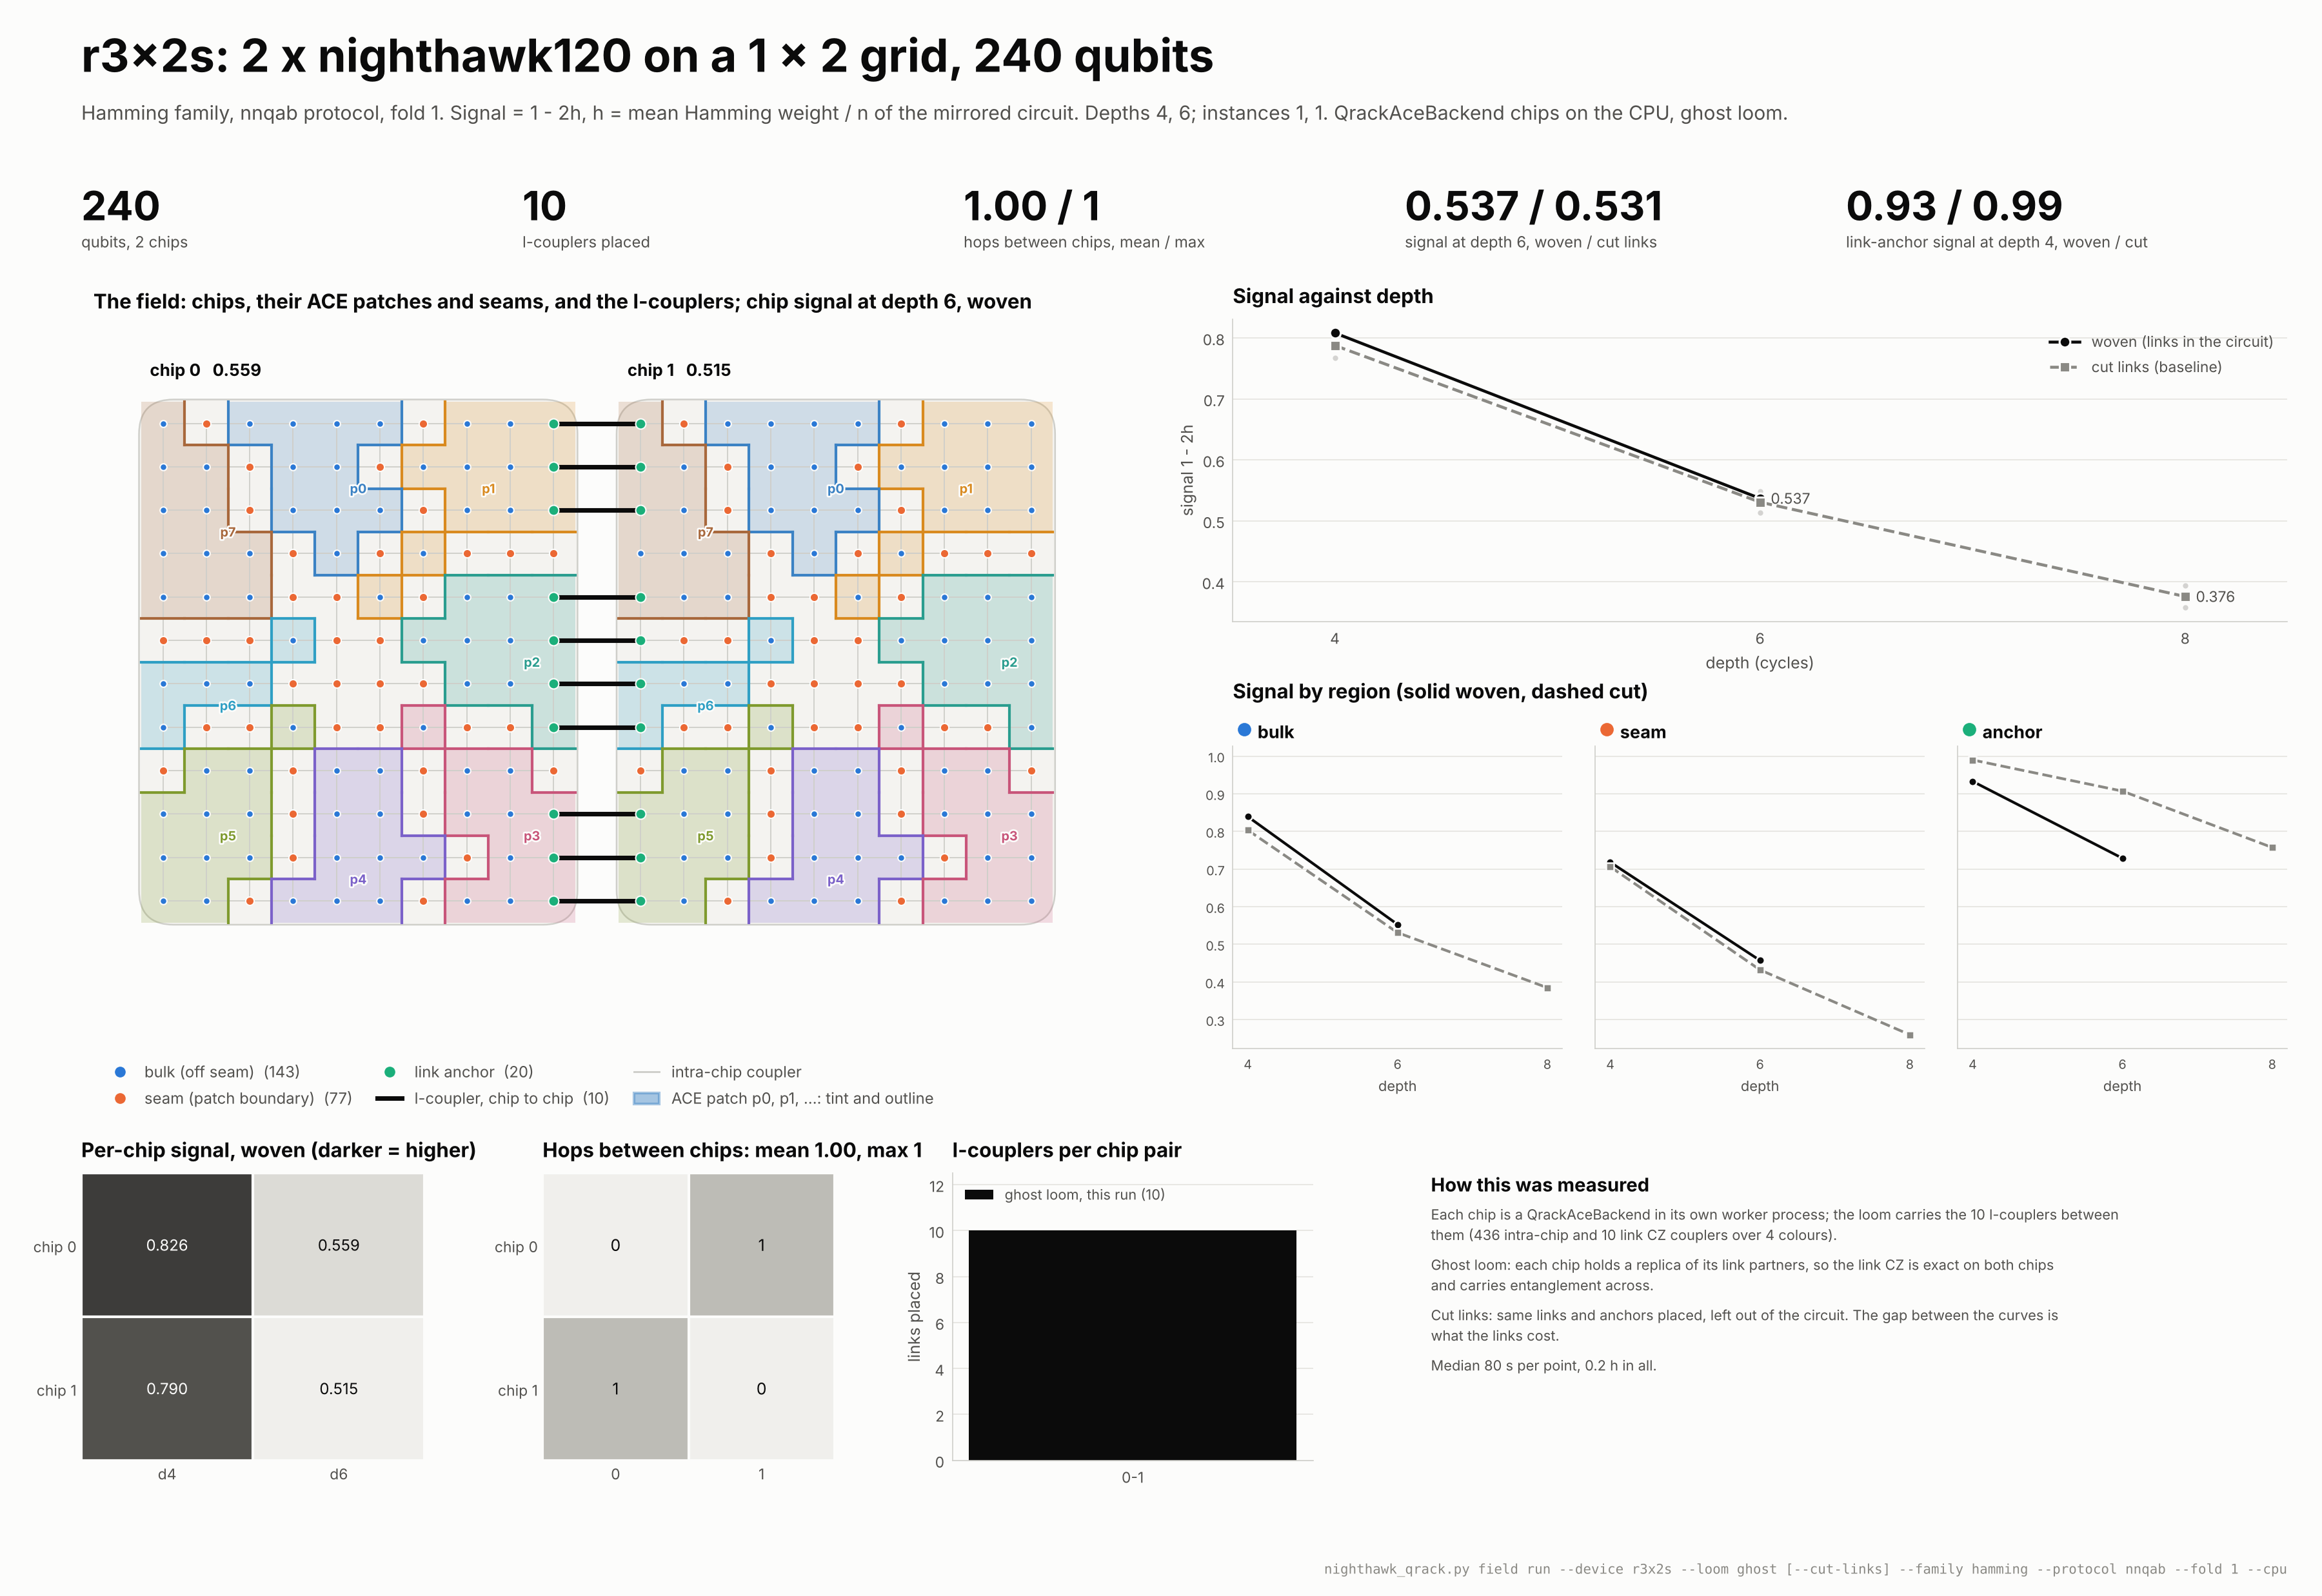 r3×2s: 2 x nighthawk120 on a 1 × 2 grid, 240 qubits
Hamming family, nnqab protocol, fold 1. Signal = 1 - 2h, h = mean Hamming weight / n of the mirrored circuit. Depths 4, 6; instances 1, 1. QrackAceBackend chips on the CPU, ghost loom.
240
qubits, 2 chips
10
l-couplers placed
1.00 / 1
hops between chips, mean / max
0.537 / 0.531
signal at depth 6, woven / cut links
0.93 / 0.99
link-anchor signal at depth 4, woven / cut
The field: chips, their ACE patches and seams, and the l-couplers; chip signal at depth 6, woven
chip 0 0.559
chip 1 0.515
p0
p1
p7
p2
p6
p5
p3
p4
p0
p1
p7
p2
p6
p5
p3
p4
bulk (off seam) (143)
link anchor (20)
intra-chip coupler
seam (patch boundary) (77)
l-coupler, chip to chip (10)
ACE patch p0, p1, ...: tint and outline
Signal against depth
woven (links in the circuit)
cut links (baseline)
signal 1 - 2h
0.8
0.7
0.6
0.5
0.4
0.537
0.376
4
6
8
depth (cycles)
Signal by region (solid woven, dashed cut)
bulk
seam
anchor
1.0
0.9
0.8
0.7
0.6
0.5
0.4
0.3
4
6
8
depth
4
6
8
depth
4
6
8
depth
Per-chip signal, woven (darker = higher)
chip 0
0.826
0.559
chip 1
0.790
0.515
d4
d6
Hops between chips: mean 1.00, max 1
chip 0
0
1
chip 1
1
0
0
1
l-couplers per chip pair
ghost loom, this run (10)
links placed
12
10
8
6
4
2
0
0-1
How this was measured
Each chip is a QrackAceBackend in its own worker process; the loom carries the 10 l-couplers between
them (436 intra-chip and 10 link CZ couplers over 4 colours).
Ghost loom: each chip holds a replica of its link partners, so the link CZ is exact on both chips
and carries entanglement across.
Cut links: same links and anchors placed, left out of the circuit. The gap between the curves is
what the links cost.
Median 80 s per point, 0.2 h in all.
nighthawk_qrack.py field run --device r3x2s --loom ghost [--cut-links] --family hamming --protocol nnqab --fold 1 --cpu